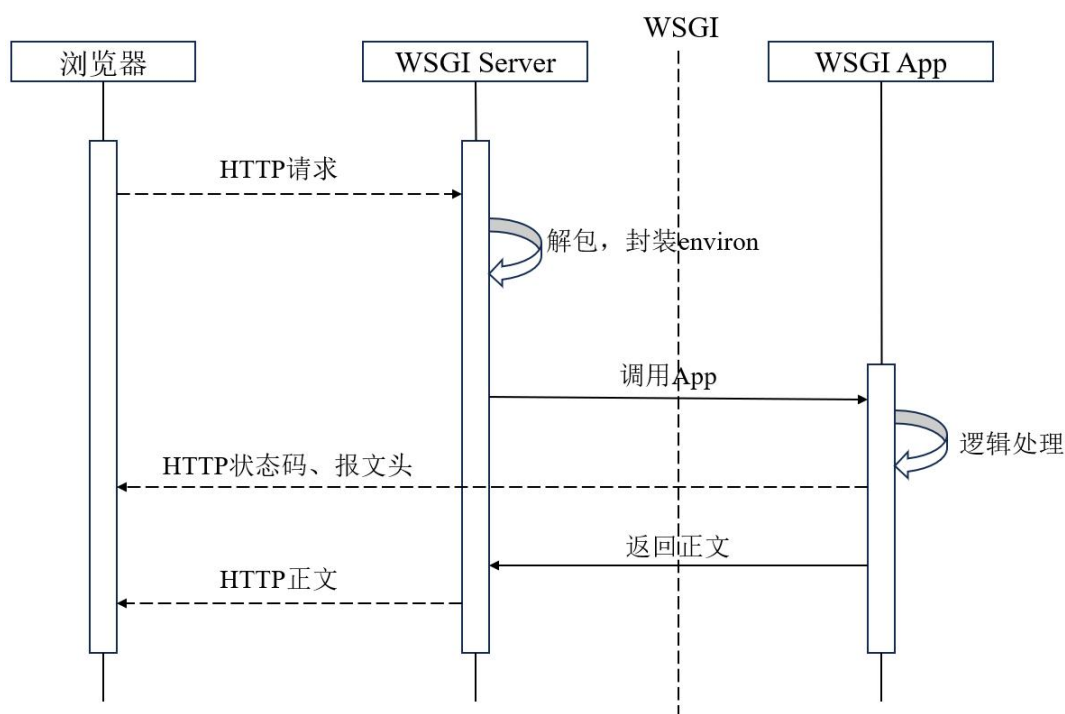 WSGI
浏览器
WSGI Server
WSGI App
HTTP请求
解包，封装environ
调用App
逻辑处理
HTTP状态码、报文头
返回正文
HTTP正文